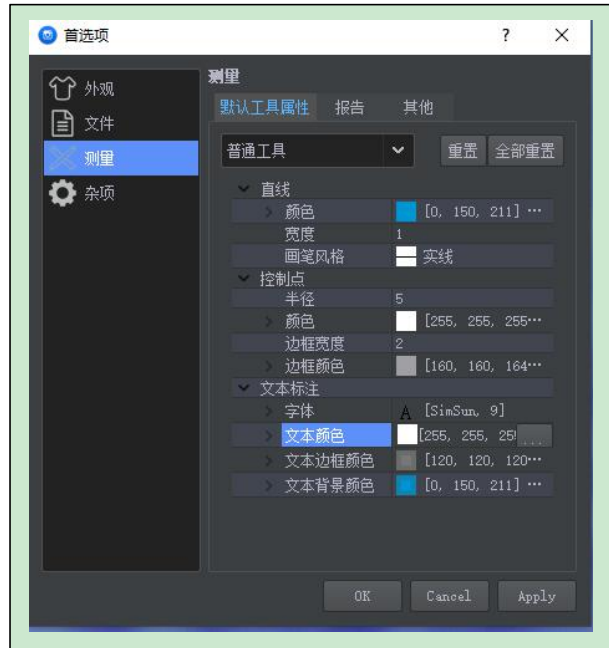 首选项 ? ×
外观
文件
测量
杂项
测量
默认工具属性 报告 其他
普通工具 重置 全部重置
直线
颜色 [0, 150, 211] ...
宽度 1
画笔风格 实线
控制点
半径 5
颜色 [255, 255, 255...
边框宽度 2
边框颜色 [160, 160, 164...
文本标注
字体 A [SimSun, 9]
文本颜色 [255, 255, 25 ...
文本边框颜色 [120, 120, 120...
文本背景颜色 [0, 150, 211] ...
OK Cancel Apply